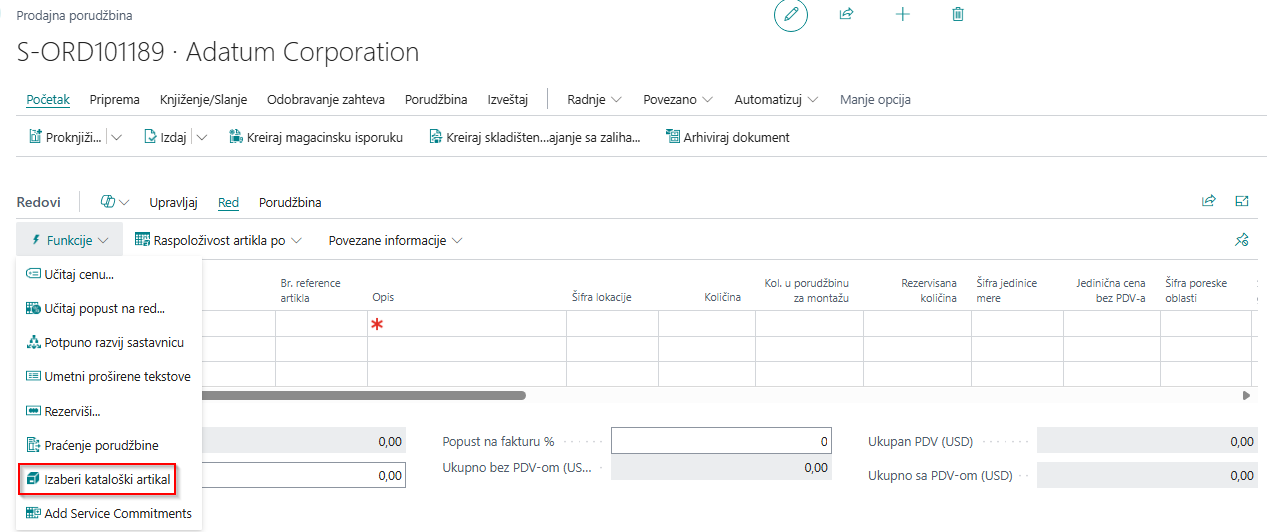 Prodajna porudžbina
S-ORD101189 · Adatum Corporation
Početak Priprema Knjiženje/Slanje Odobravanje zahteva Porudžbina Izveštaj Radnje Povezano Automatizuj Manje opcija
Proknjiži... Izdaj Kreiraj magacinsku isporuku Kreiraj skladišten...ajanje sa zaliha... Arhiviraj dokument
Redovi Upravljaj Red Porudžbina
Funkcije Raspoloživost artikla po Povezane informacije
Učitaj cenu...
Učitaj popust na red...
Potpuno razvij sastavnicu
Umetni proširene tekstove
Rezerviši...
Praćenje porudžbine
Izaberi kataloški artikal
Add Service Commitments
Br. reference
artikla
Opis
Šifra lokacije
Količina
Kol. u porudžbinu
za montažu
Rezervisana
količina
Šifra jedinice
mere
Jedinična cena
bez PDV-a
Šifra poreske
oblasti
0,00 Popust na fakturu % 0 Ukupan PDV (USD) 0,00
Ukupno bez PDV-om (US... 0,00
0,00 Ukupno sa PDV-om (USD) 0,00